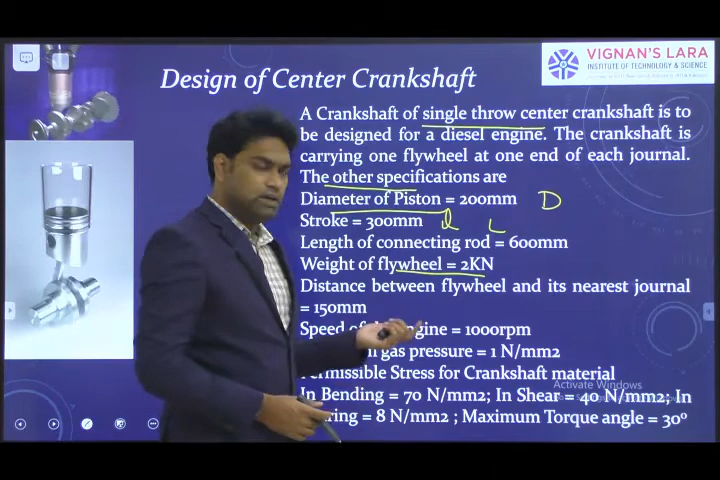 VIGNAN'S LARA
INSTITUTE OF TECHNOLOGY & SCIENCE
Design of Center Crankshaft
A Crankshaft of single throw center crankshaft is to
be designed for a diesel engine. The crankshaft is
carrying one flywheel at one end of each journal.
The other specifications are
Diameter of Piston = 200mm D
Stroke = 300mm l
Length of connecting rod = 600mm L
Weight of flywheel = 2KN
Distance between flywheel and its nearest journal
= 150mm
Speed of engine = 1000rpm
gas pressure = 1 N/mm2
Permissible Stress for Crankshaft material
Activate Windows
In Bending = 70 N/mm2; In Shear = 40 N/mm2; In
= 8 N/mm2 ; Maximum Torque angle = 30°